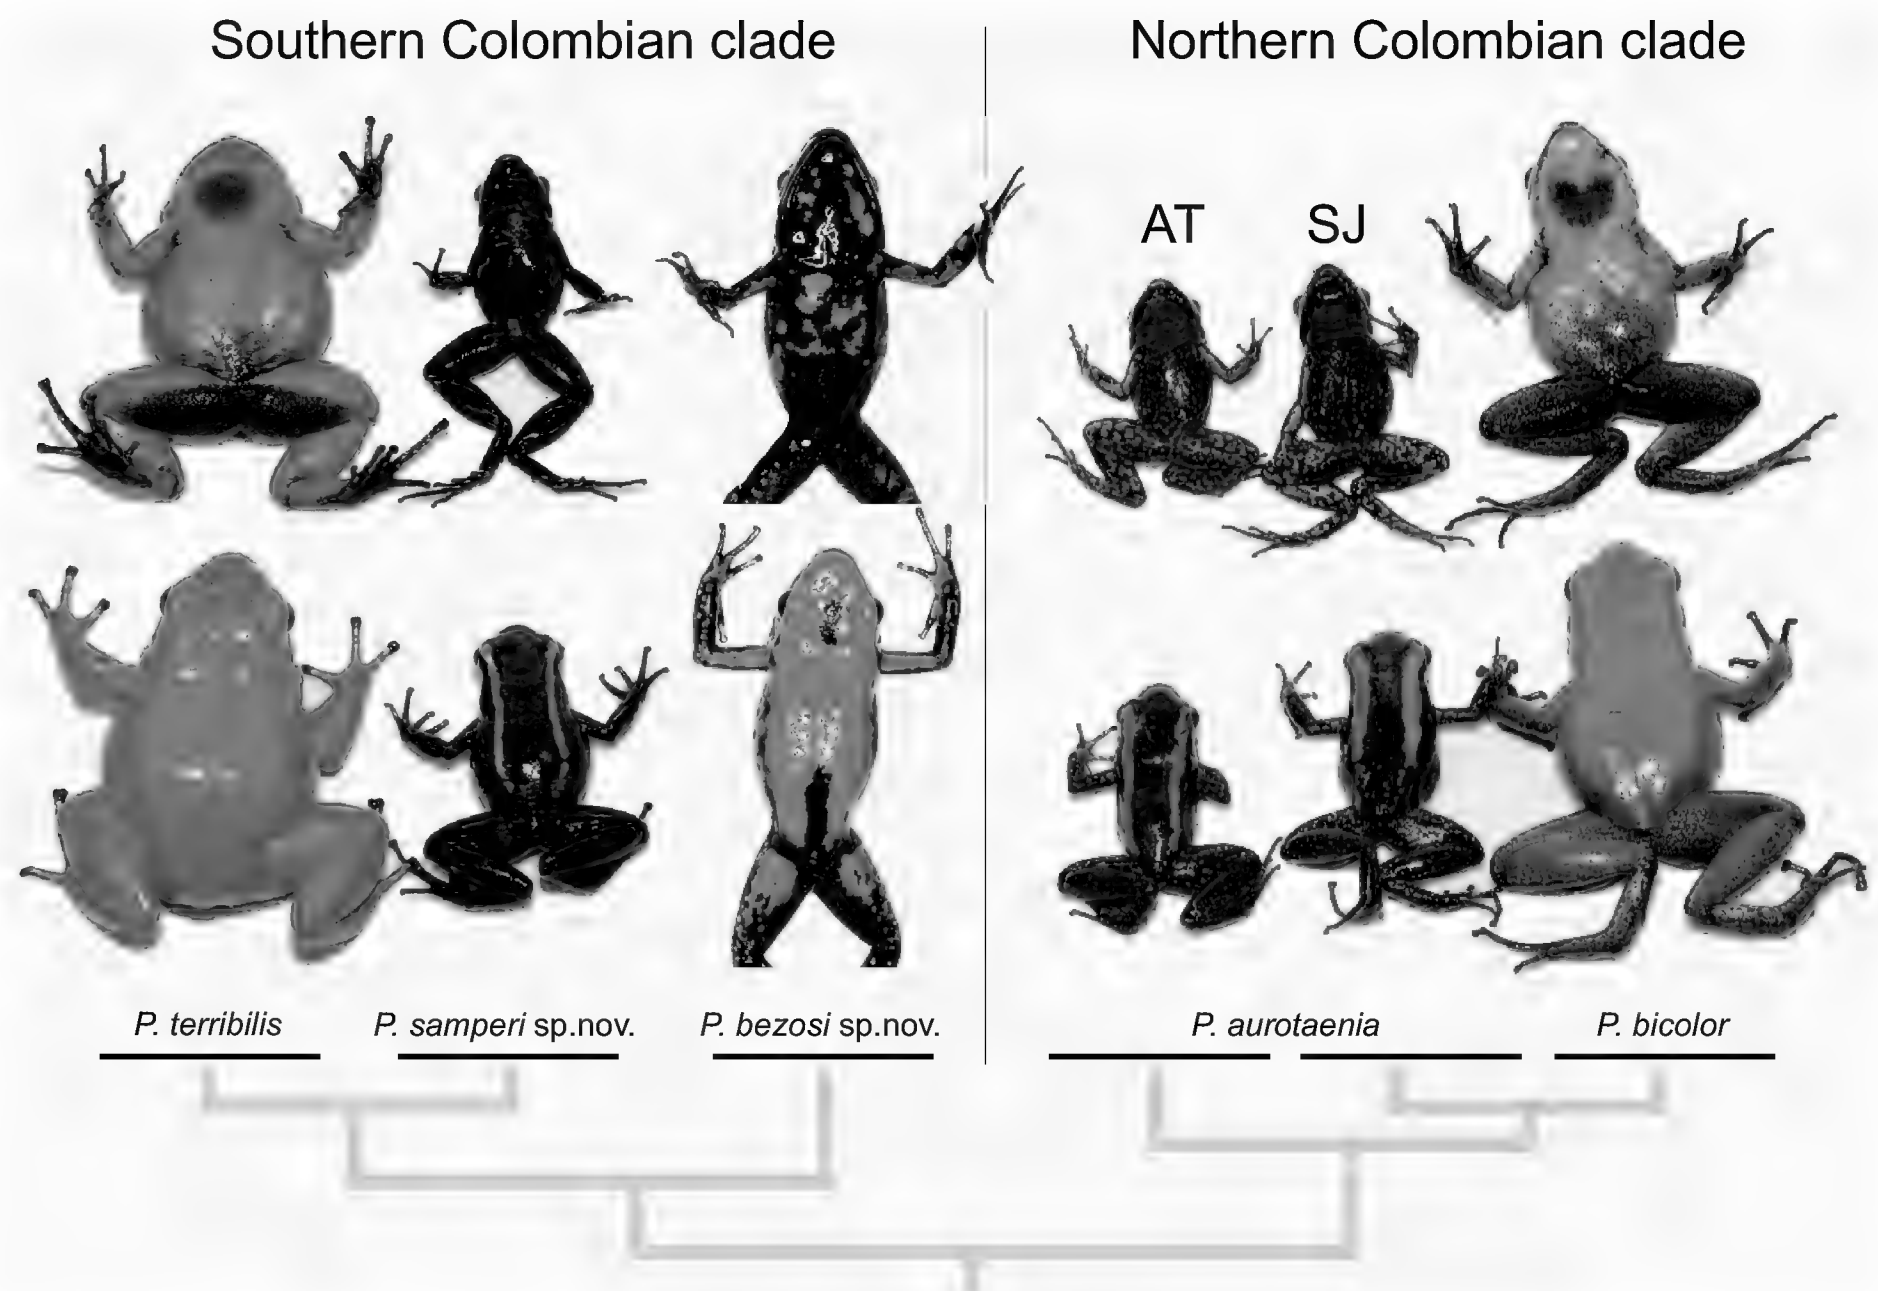 Southern Colombian clade
Northern Colombian clade
AT
SJ
P. terribilis
P. samperi sp.nov.
P. bezosi sp.nov.
P. aurotaenia
P. bicolor